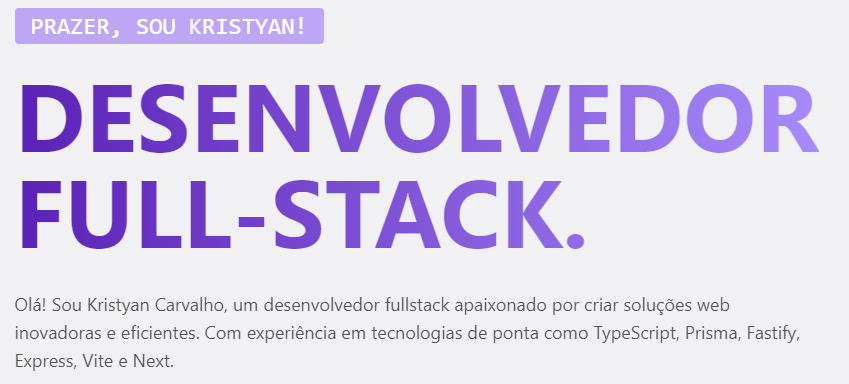 PRAZER, SOU KRISTYAN!
DESENVOLVEDOR
FULL-STACK.
Olá! Sou Kristyan Carvalho, um desenvolvedor fullstack apaixonado por criar soluções web
inovadoras e eficientes. Com experiência em tecnologias de ponta como TypeScript, Prisma, Fastify,
Express, Vite e Next.